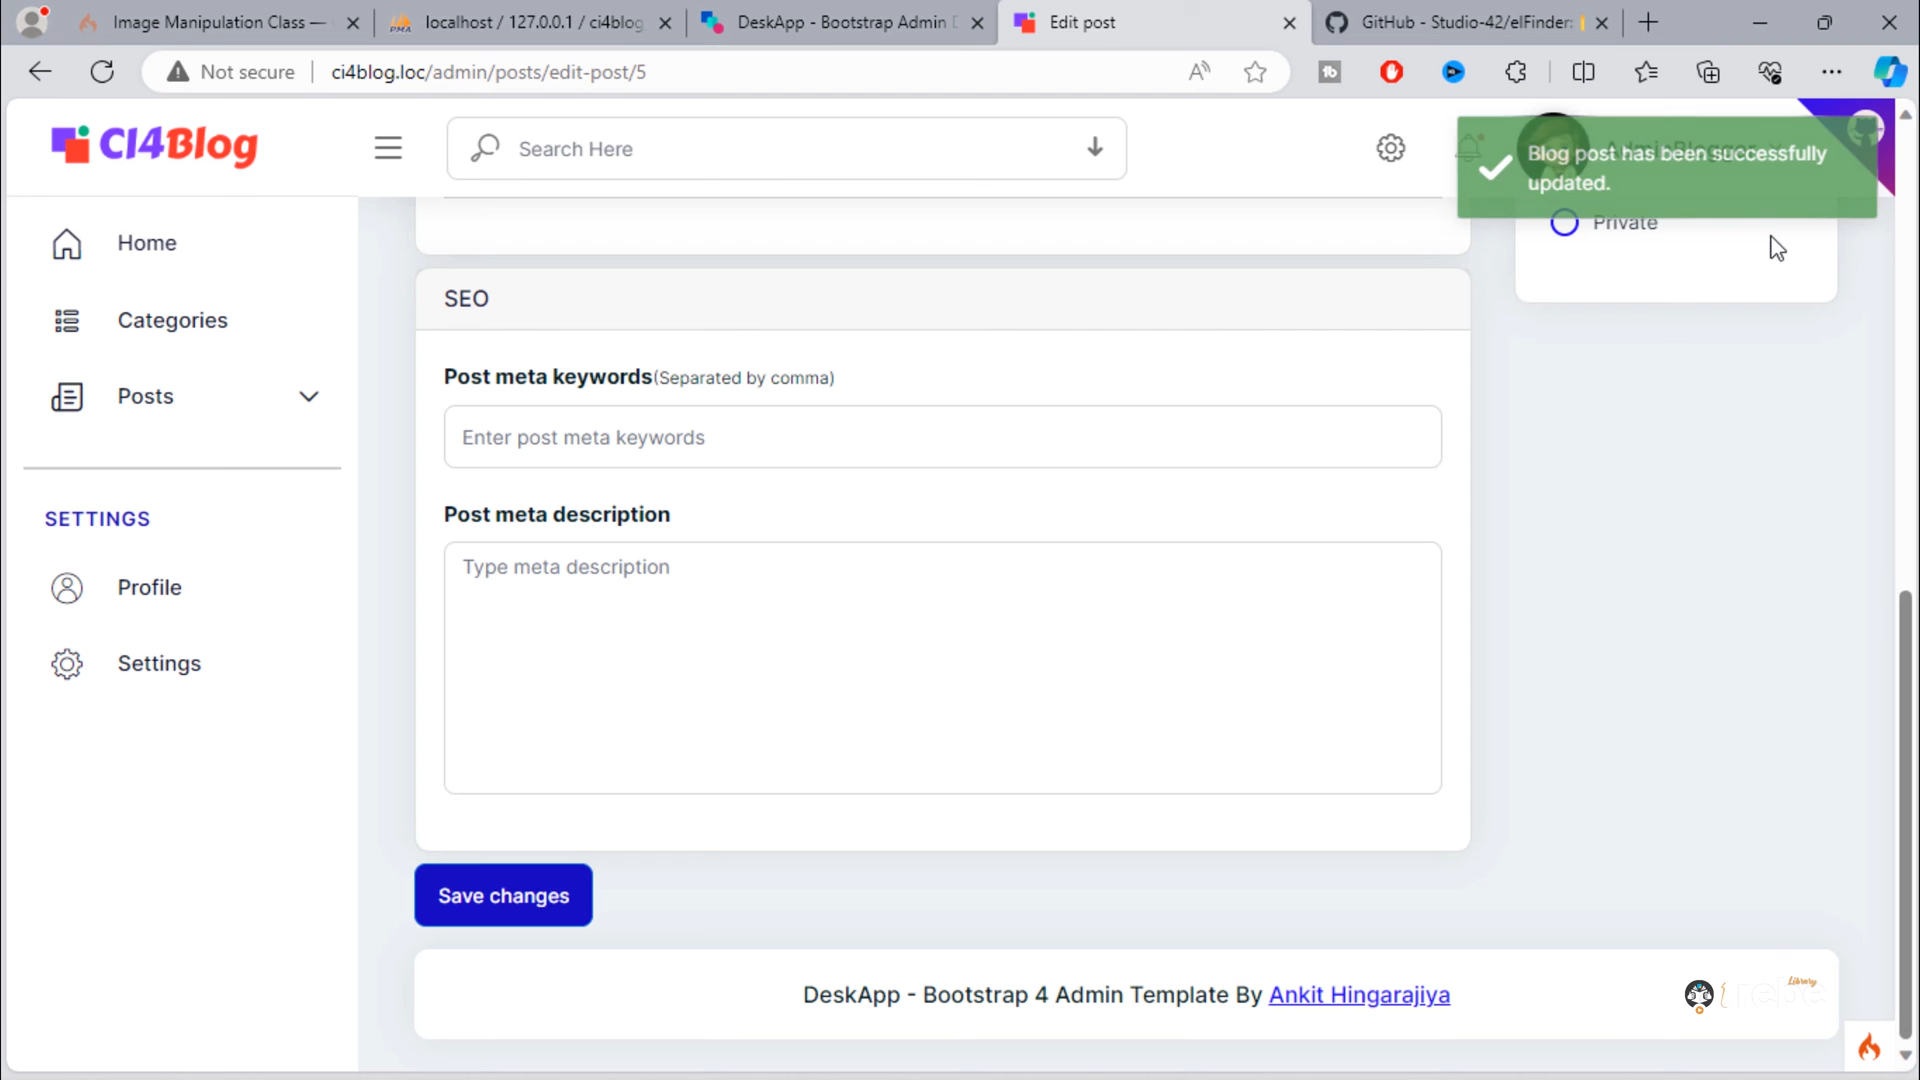 Image Manipulation Class —
localhost / 127.0.0.1 / ci4blog
DeskApp - Bootstrap Admin D
Edit post
GitHub - Studio-42/elFinder:
Not secure
ci4blog.loc/admin/posts/edit-post/5
CI4Blog
Search Here
Blog post has been successfully
updated.
Private
Home
Categories
Posts
SETTINGS
Profile
Settings
SEO
Post meta keywords(Separated by comma)
Enter post meta keywords
Post meta description
Type meta description
Save changes
DeskApp - Bootstrap 4 Admin Template By Ankit Hingarajiya
Library